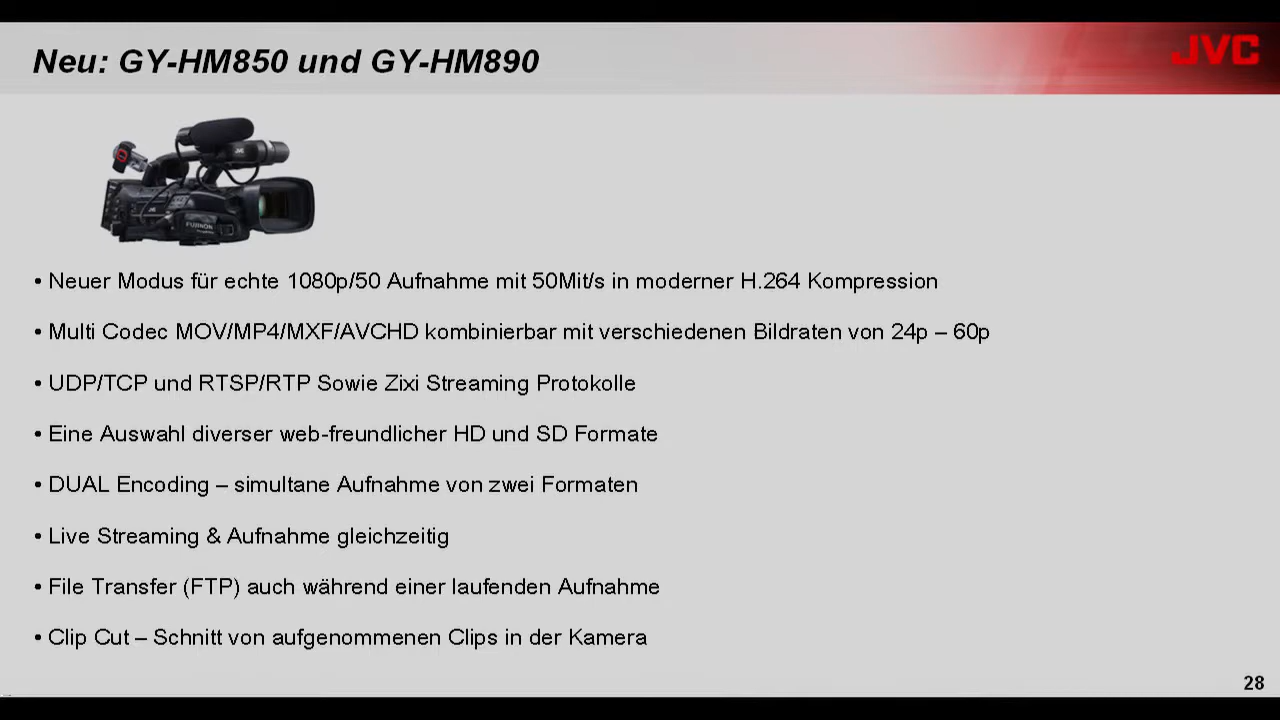 Neu: GY-HM850 und GY-HM890
JVC
JVC
JVC
FUJINON
• Neuer Modus für echte 1080p/50 Aufnahme mit 50Mit/s in moderner H.264 Kompression
• Multi Codec MOV/MP4/MXF/AVCHD kombinierbar mit verschiedenen Bildraten von 24p – 60p
• UDP/TCP und RTSP/RTP Sowie Zixi Streaming Protokolle
• Eine Auswahl diverser web-freundlicher HD und SD Formate
• DUAL Encoding – simultane Aufnahme von zwei Formaten
• Live Streaming & Aufnahme gleichzeitig
• File Transfer (FTP) auch während einer laufenden Aufnahme
• Clip Cut – Schnitt von aufgenommenen Clips in der Kamera
28